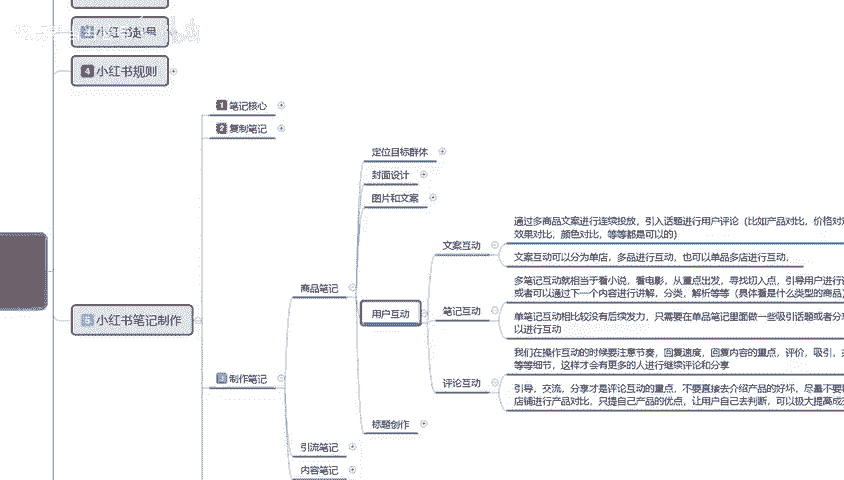 小红书起号
4 小红书规则
1 笔记核心
2 复制笔记
定位目标群体
封面设计
图片和文案
通过多商品文案进行连续投放，引入话题进行用户评论（比如产品对比，价格对
效果对比，颜色对比，等等都是可以的）
文案互动
文案互动可以分为单店，多品进行互动，也可以单品多店进行互动，
商品笔记
多笔记互动就相当于看小说，看电影，从重点出发，寻找切入点，引导用户进行
或者可以通过下一个内容进行讲解，分类，解析等等（具体看是什么类型的商品）
用户互动
笔记互动
单笔记互动相比较没有后续发力，只需要在单品笔记里面做一些吸引话题或者分
以进行互动
5 小红书笔记制作
我们在操作互动的时候要注意节奏，回复速度，回复内容的重点，评价，吸引，
等等细节，这样才会有更多的人进行继续评论和分享
3 制作笔记
评论互动
引导，交流，分享才是评论互动的重点，不要直接去介绍产品的好坏，尽量不要
店铺进行产品对比，只提自己产品的优点，让用户自己去判断，可以极大提高成
标题创作
引流笔记
内容笔记